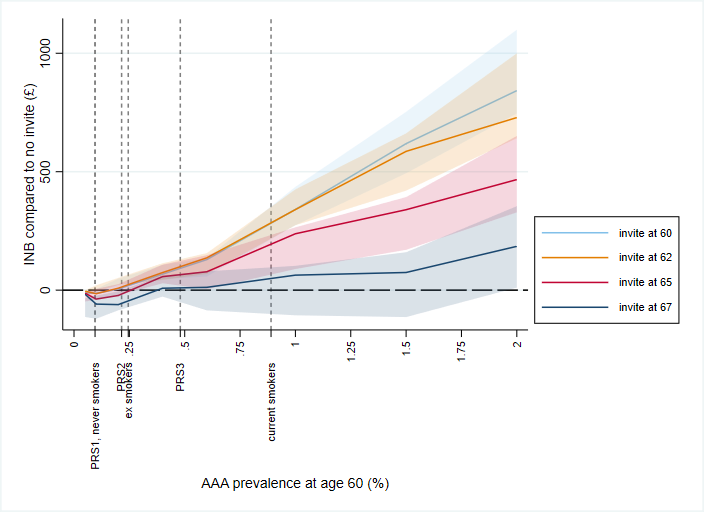 INB compared to no invite (£)
1000
500
0
0
.25
.5
.75
1
1.25
1.5
1.75
2
PRS1, never smokers
PRS2
ex smokers
PRS3
current smokers
AAA prevalence at age 60 (%)
invite at 60
invite at 62
invite at 65
invite at 67